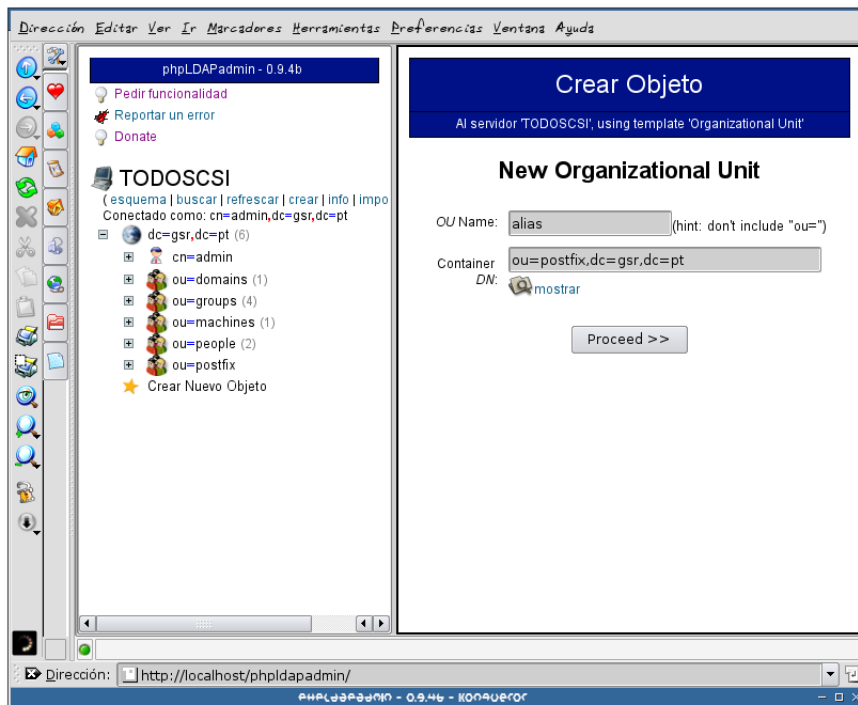 Dirección Editar Ver Ir Marcadores Herramientas Preferencias Ventana Ayuda
phpLDAPadmin - 0.9.4b
Pedir funcionalidad
Reportar un error
Donate
TODOSCSI
( esquema | buscar | refrescar | crear | info | impo
Conectado como: cn=admin,dc=gsr,dc=pt
dc=gsr,dc=pt (6)
cn=admin
ou=domains (1)
ou=groups (4)
ou=machines (1)
ou=people (2)
ou=postfix
Crear Nuevo Objeto
Crear Objeto
Al servidor 'TODOSCSI', using template 'Organizational Unit'
New Organizational Unit
OU Name: alias (hint: don't include "ou=")
Container DN: ou=postfix,dc=gsr,dc=pt
mostrar
Proceed >>
Dirección: http://localhost/phpldapadmin/
phpLDAPadmin - 0.9.4b - Konqueror